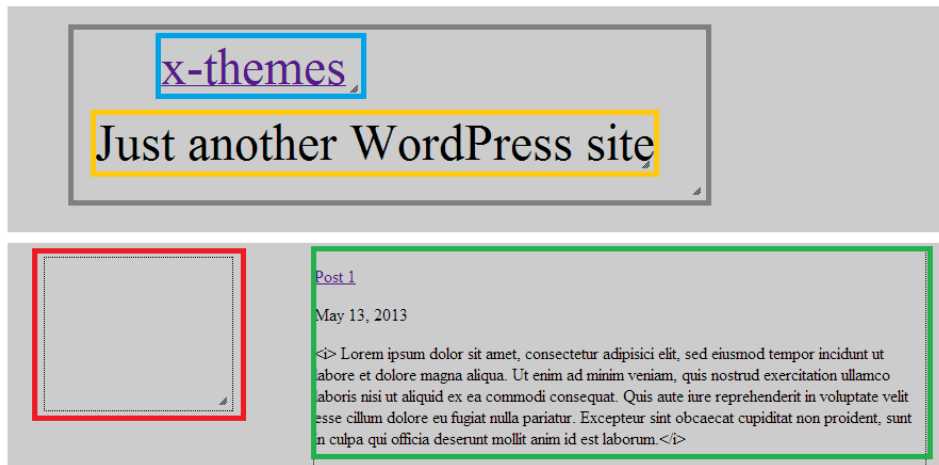 x-themes
Just another WordPress site
Post 1
May 13, 2013
<i> Lorem ipsum dolor sit amet, consectetur adipisici elit, sed eiusmod tempor incidunt ut
labore et dolore magna aliqua. Ut enim ad minim veniam, quis nostrud exercitation ullamco
laboris nisi ut aliquid ex ea commodi consequat. Quis aute iure reprehenderit in voluptate velit
esse cillum dolore eu fugiat nulla pariatur. Excepteur sint obcaecat cupiditat non proident, sunt
in culpa qui officia deserunt mollit anim id est laborum.</i>